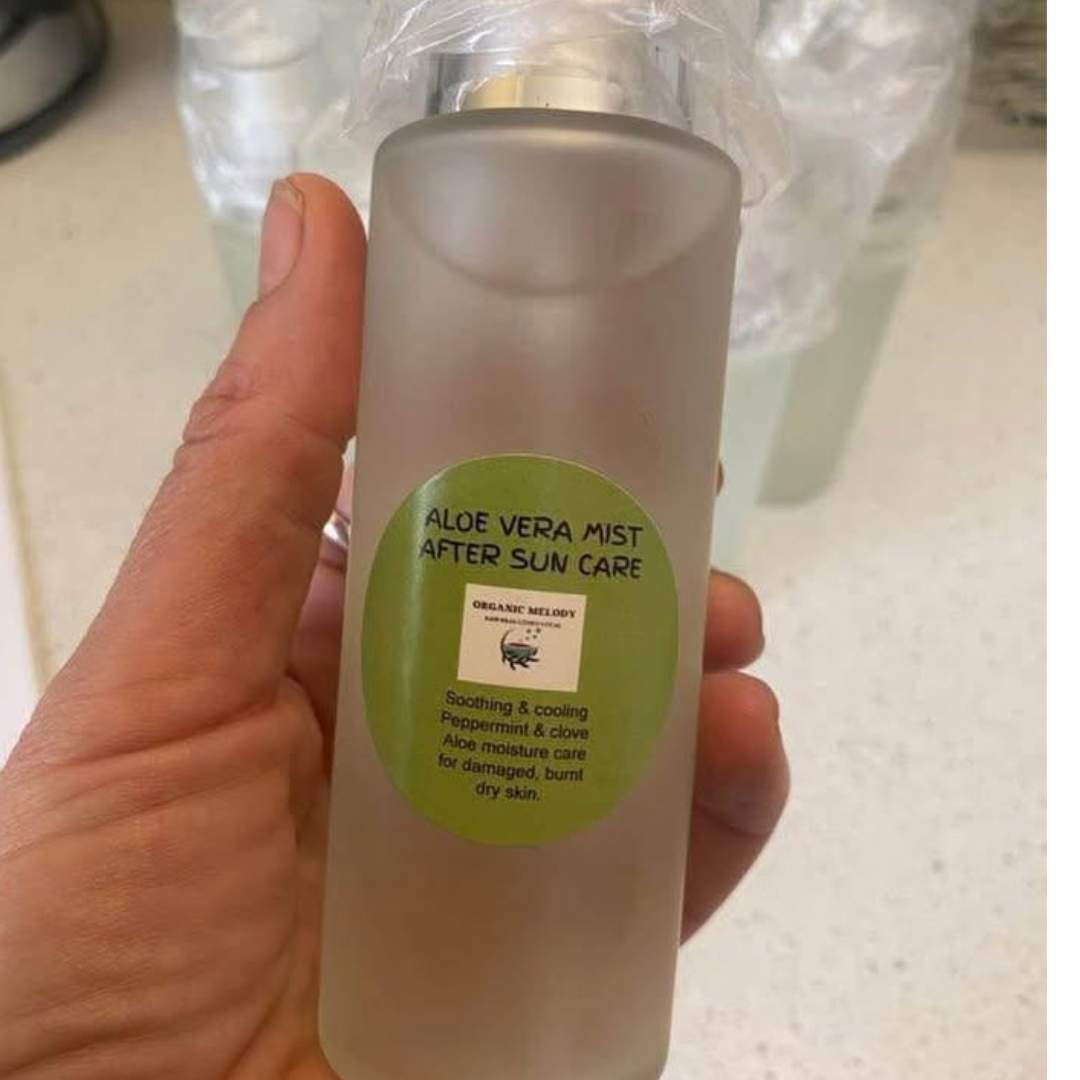 ALOE VERA MIST
AFTER SUN CARE
ORGANIC MELODY
Soothing & cooling
Peppermint & clove
Aloe moisture care
for damaged, burnt
dry skin.